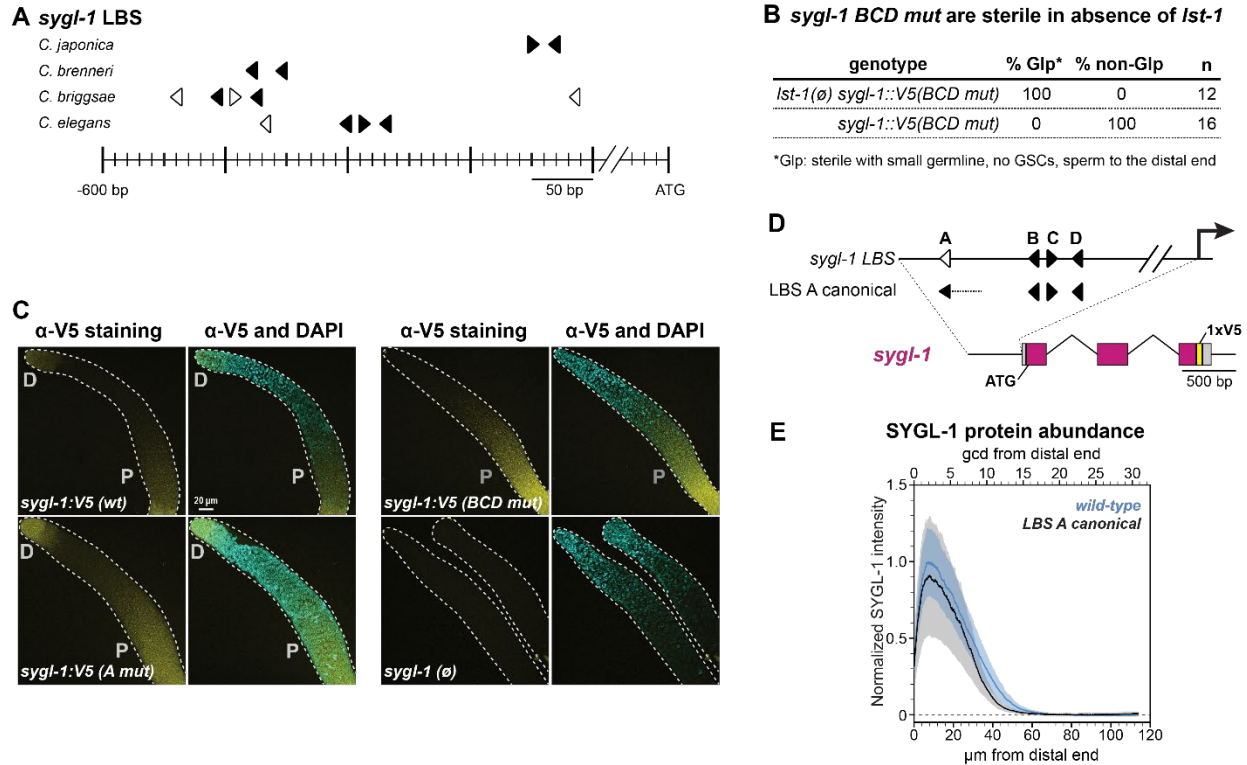 A sygl-1 LBS
C. japonica
C. brenneri
C. briggsae
C. elegans
-600 bp
50 bp
ATG
B sygl-1 BCD mut are sterile in absence of lst-1
genotype % Glp* % non-Glp n
lst-1(ø) sygl-1::V5(BCD mut) 100 0 12
sygl-1::V5(BCD mut) 0 100 16
*Glp: sterile with small germline, no GSCs, sperm to the distal end
C
α-V5 staining α-V5 and DAPI α-V5 staining α-V5 and DAPI
D
P
sygl-1:V5 (wt)
P
20 µm
P
sygl-1:V5 (BCD mut)
D
P
sygl-1:V5 (A mut)
P
sygl-1 (ø)
D
A B C D
sygl-1 LBS
LBS A canonical
1xV5
sygl-1
ATG
500 bp
E SYGL-1 protein abundance
gcd from distal end
0 5 10 15 20 25 30
1.5
1.0
0.5
0
Normalized SYGL-1 intensity
wild-type
LBS A canonical
0 20 40 60 80 100 120
µm from distal end